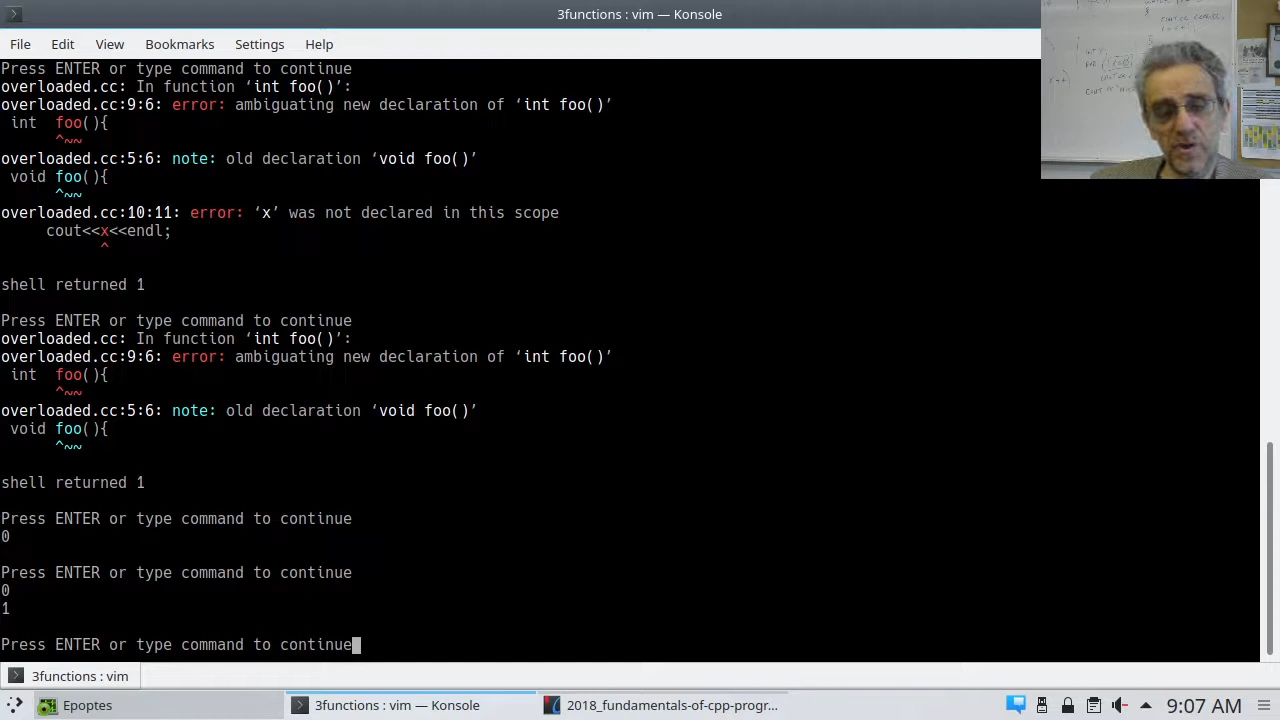 3functions : vim — Konsole
File Edit View Bookmarks Settings Help
Press ENTER or type command to continue
overloaded.cc: In function ‘int foo()’:
overloaded.cc:9:6: error: ambiguating new declaration of ‘int foo()’
 int  foo(){
      ^~~
overloaded.cc:5:6: note: old declaration ‘void foo()’
 void foo(){
      ^~~
overloaded.cc:10:11: error: ‘x’ was not declared in this scope
     cout<<x<<endl;
           ^
shell returned 1
Press ENTER or type command to continue
overloaded.cc: In function ‘int foo()’:
overloaded.cc:9:6: error: ambiguating new declaration of ‘int foo()’
 int  foo(){
      ^~~
overloaded.cc:5:6: note: old declaration ‘void foo()’
 void foo(){
      ^~~
shell returned 1
Press ENTER or type command to continue
0
Press ENTER or type command to continue
0
1
Press ENTER or type command to continue
3functions : vim
Epoptes 3functions : vim — Konsole 2018_fundamentals-of-cpp-progr... 9:07 AM